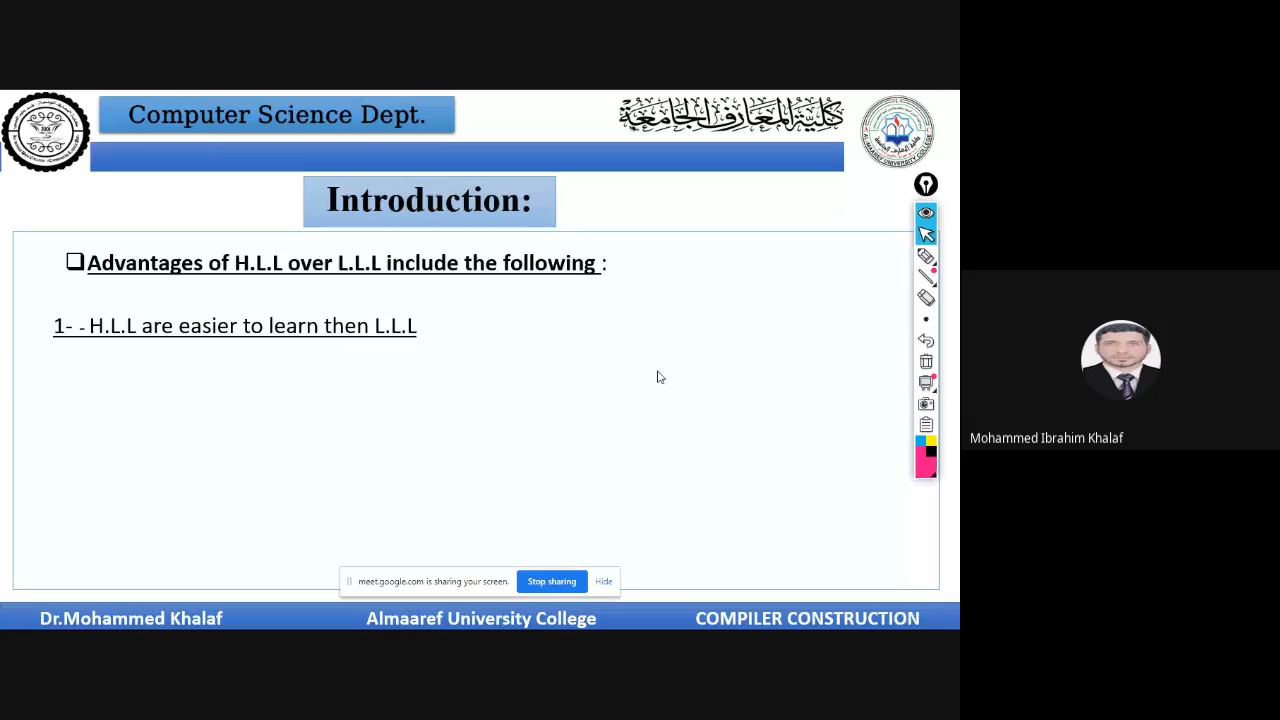 Computer Science Dept.
كلية المعارف الجامعة
Introduction:
Advantages of H.L.L over L.L.L include the following :
1- - H.L.L are easier to learn then L.L.L
Mohammed Ibrahim Khalaf
meet.google.com is sharing your screen.
Stop sharing
Hide
Dr.Mohammed Khalaf
Almaaref University College
COMPILER CONSTRUCTION